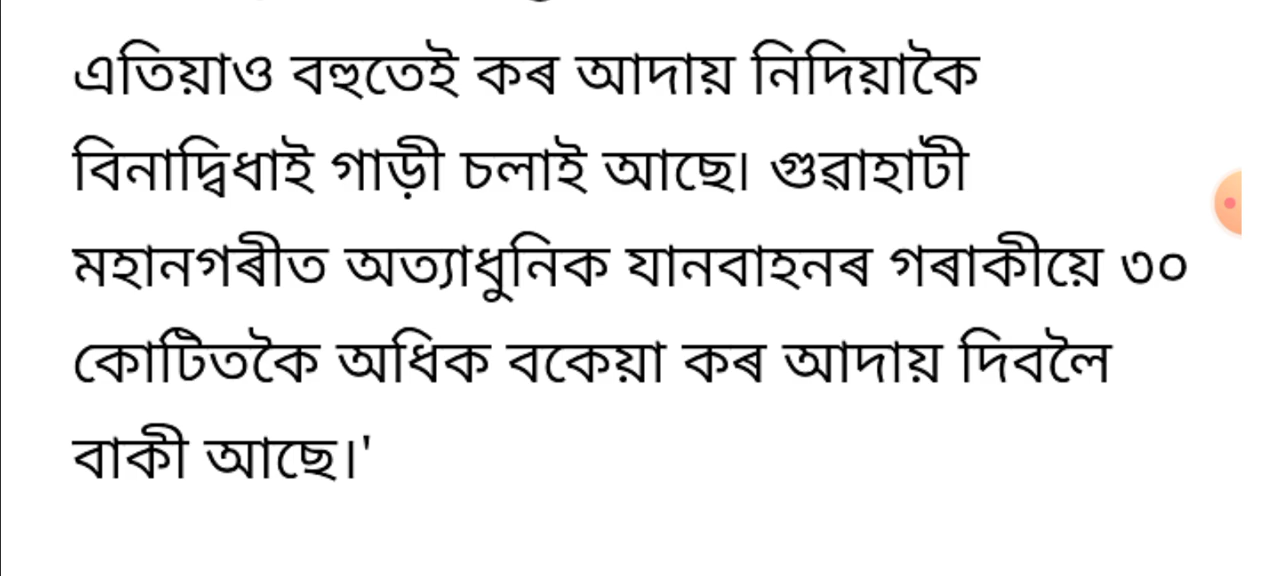 এতিয়াও বহুতেই কৰ আদায় নিদিয়াকৈ
বিনাদ্বিধাই গাড়ী চলাই আছে। গুৱাহাটী
মহানগৰীত অত্যাধুনিক যানবাহনৰ গৰাকীয়ে ৩০
কোটিতকৈ অধিক বকেয়া কৰ আদায় দিবলৈ
বাকী আছে।'